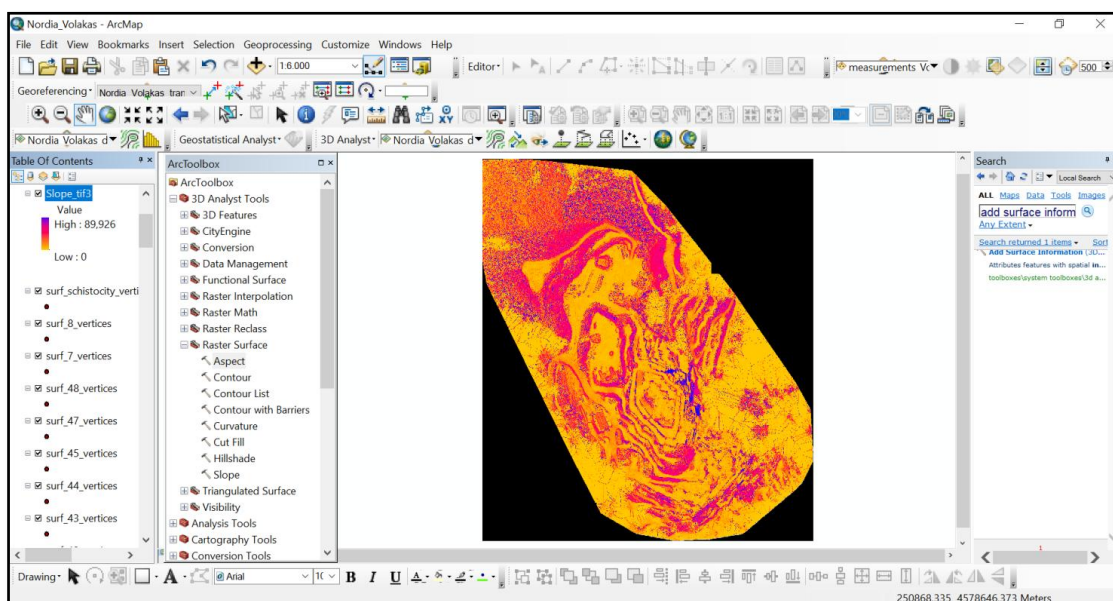 Nordia_Volakas - ArcMap
File Edit View Bookmarks Insert Selection Geoprocessing Customize Windows Help
1:6.000
Editor
measurements Vc
500
Georeferencing
Nordia Volakas tran
Nordia Volakas d
Geostatistical Analyst
3D Analyst
Nordia Volakas d
Table Of Contents
Slope_tif3
Value
High : 89,926
Low : 0
surf_schistocity_verti
surf_8_vertices
surf_7_vertices
surf_48_vertices
surf_47_vertices
surf_45_vertices
surf_44_vertices
surf_43_vertices
ArcToolbox
ArcToolbox
3D Analyst Tools
3D Features
CityEngine
Conversion
Data Management
Functional Surface
Raster Interpolation
Raster Math
Raster Reclass
Raster Surface
Aspect
Contour
Contour List
Contour with Barriers
Curvature
Cut Fill
Hillshade
Slope
Triangulated Surface
Visibility
Analysis Tools
Cartography Tools
Conversion Tools
Search
Local Search
ALL Maps Data Tools Images
add surface inform
Any Extent
Search returned 1 items Sort
Add Surface Information (3D...
Attributes features with spatial in...
toolboxes\system toolboxes\3d a...
1
Drawing
A
Arial
10
B I U A
250868,335 4578646,373 Meters